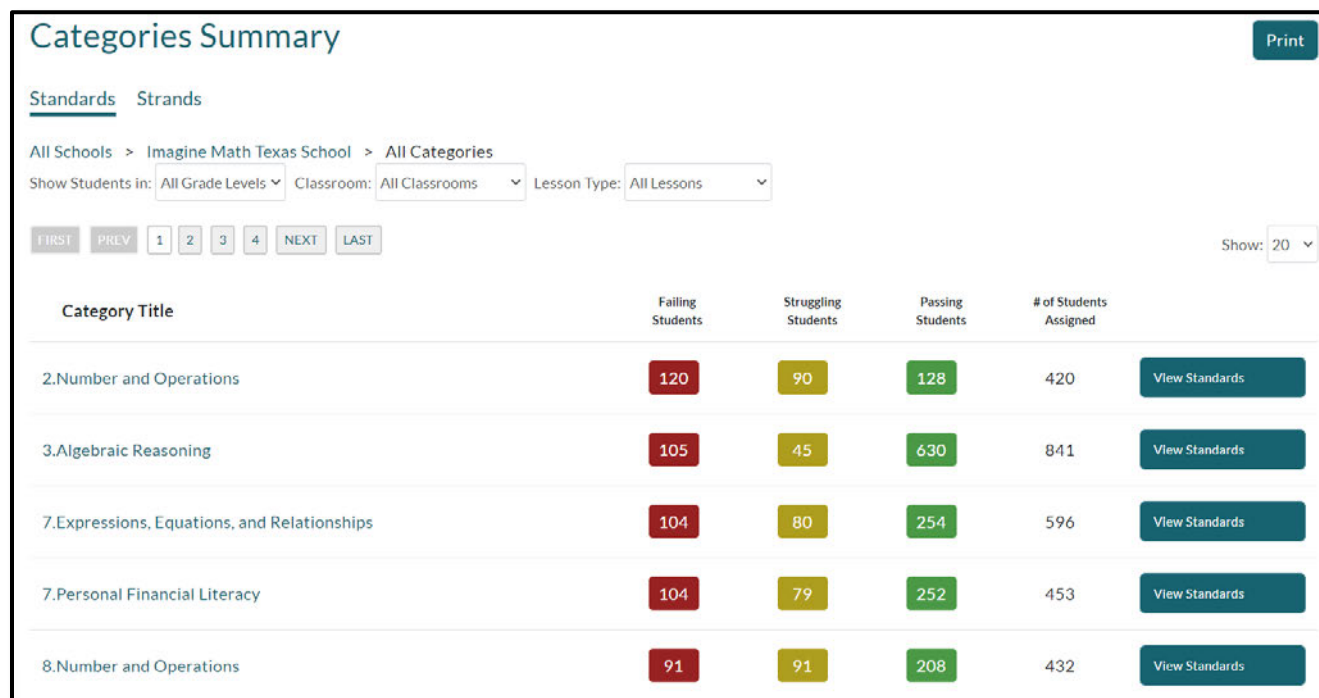 Categories Summary
Print
Standards Strands
All Schools > Imagine Math Texas School > All Categories
Show Students in: All Grade Levels Classroom: All Classrooms Lesson Type: All Lessons
FIRST PREV 1 2 3 4 NEXT LAST
Show: 20
Category Title Failing Students Struggling Students Passing Students # of Students Assigned
2.Number and Operations 120 90 128 420 View Standards
3.Algebraic Reasoning 105 45 630 841 View Standards
7.Expressions, Equations, and Relationships 104 80 254 596 View Standards
7.Personal Financial Literacy 104 79 252 453 View Standards
8.Number and Operations 91 91 208 432 View Standards